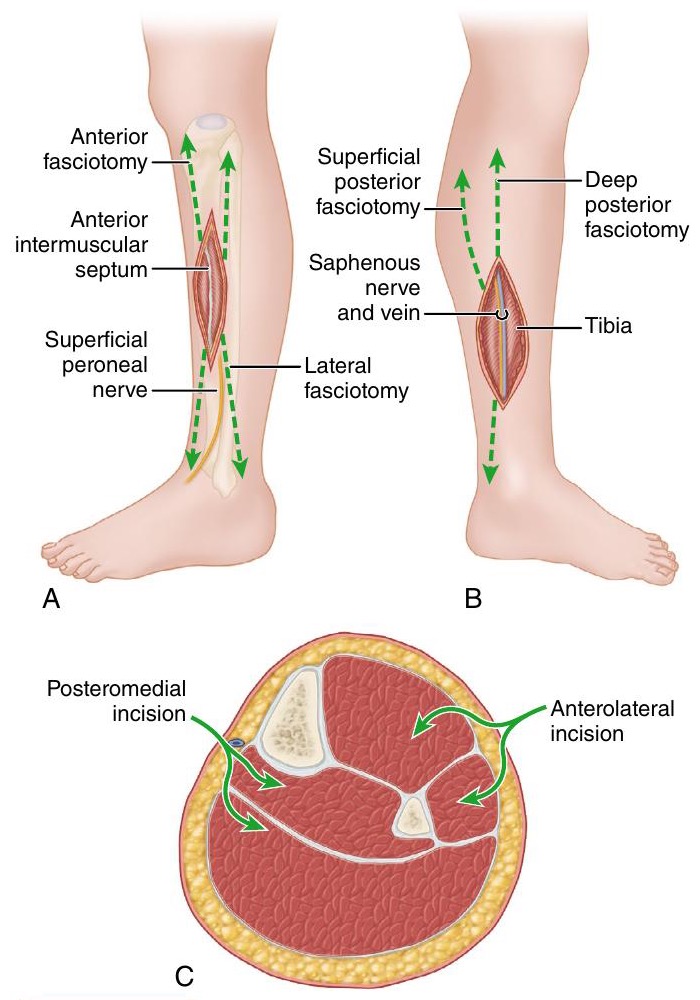 Anterior
fasciotomy
Anterior
intermuscular
septum
Superficial
peroneal
nerve
Lateral
fasciotomy
A
Superficial
posterior
fasciotomy
Saphenous
nerve
and vein
Deep
posterior
fasciotomy
Tibia
B
Posteromedial
incision
Anterolateral
incision
C